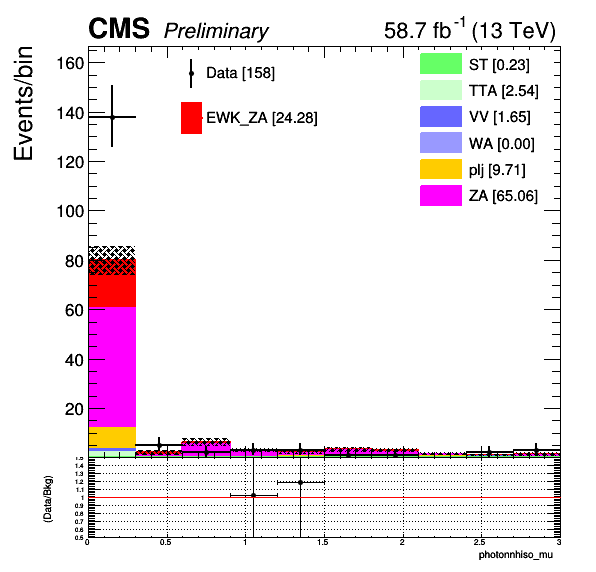 CMS Preliminary 58.7 fb⁻¹ (13 TeV)
Events/bin
160
140
120
100
80
60
40
20
Data [158]
EWK_ZA [24.28]
ST [0.23]
TTA [2.54]
VV [1.65]
WA [0.00]
plj [9.71]
ZA [65.06]
(Data/Bkg)
1.5
1.4
1.3
1.2
1.1
1
0.9
0.8
0.7
0.6
0.5
0 0.5 1 1.5 2 2.5 3
photonnhiso_mu